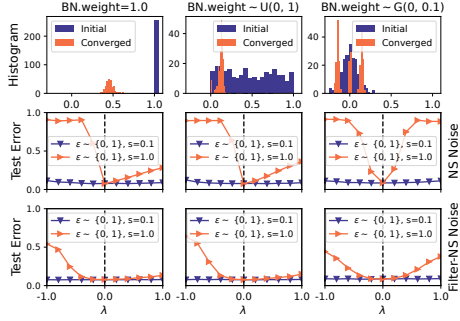 BN.weight=1.0
BN.weight ~ U(0, 1)
BN.weight ~ G(0, 0.1)
Histogram
200
100
0
Initial
Converged
0.0
0.5
1.0
40
20
0
Initial
Converged
0.0
0.5
1.0
40
20
0
Initial
Converged
0.0
0.5
1.0
Test Error
1.0
0.5
0.0
ε ~ {0, 1}, s=0.1
ε ~ {0, 1}, s=1.0
ε ~ {0, 1}, s=0.1
ε ~ {0, 1}, s=1.0
ε ~ {0, 1}, s=0.1
ε ~ {0, 1}, s=1.0
NS Noise
Test Error
1.0
0.5
0.0
ε ~ {0, 1}, s=0.1
ε ~ {0, 1}, s=1.0
ε ~ {0, 1}, s=0.1
ε ~ {0, 1}, s=1.0
ε ~ {0, 1}, s=0.1
ε ~ {0, 1}, s=1.0
Filter-NS Noise
-1.0 -0.5 0.0 0.5 1.0
-1.0 -0.5 0.0 0.5 1.0
-1.0 -0.5 0.0 0.5 1.0
λ
λ
λ